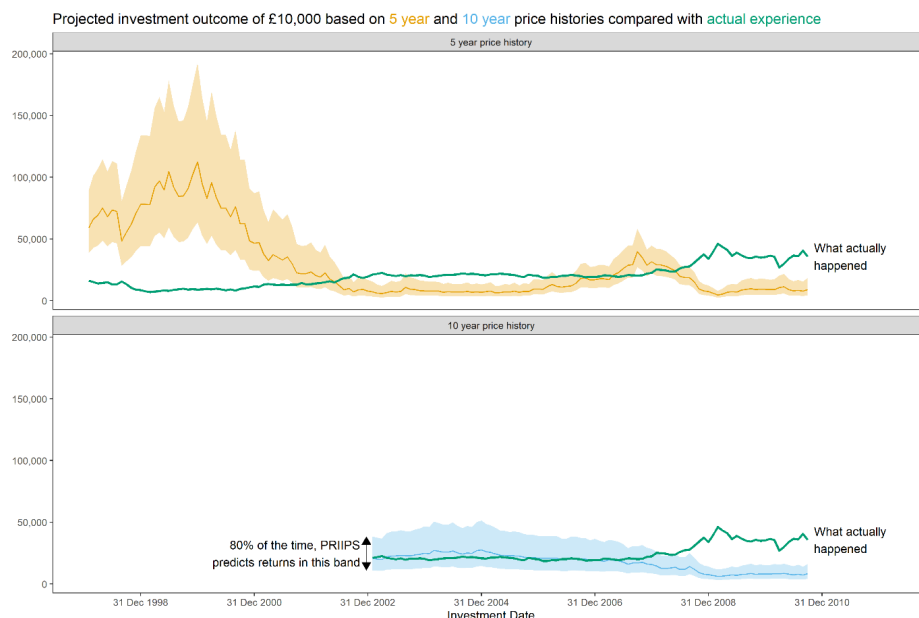 Projected investment outcome of £10,000 based on 5 year and 10 year price histories compared with actual experience
5 year price history
200,000
150,000
100,000
50,000
0
What actually
happened
10 year price history
200,000
150,000
100,000
50,000
0
80% of the time, PRIIPS
predicts returns in this band
What actually
happened
31 Dec 1998
31 Dec 2000
31 Dec 2002
31 Dec 2004
31 Dec 2006
31 Dec 2008
31 Dec 2010
Investment Date